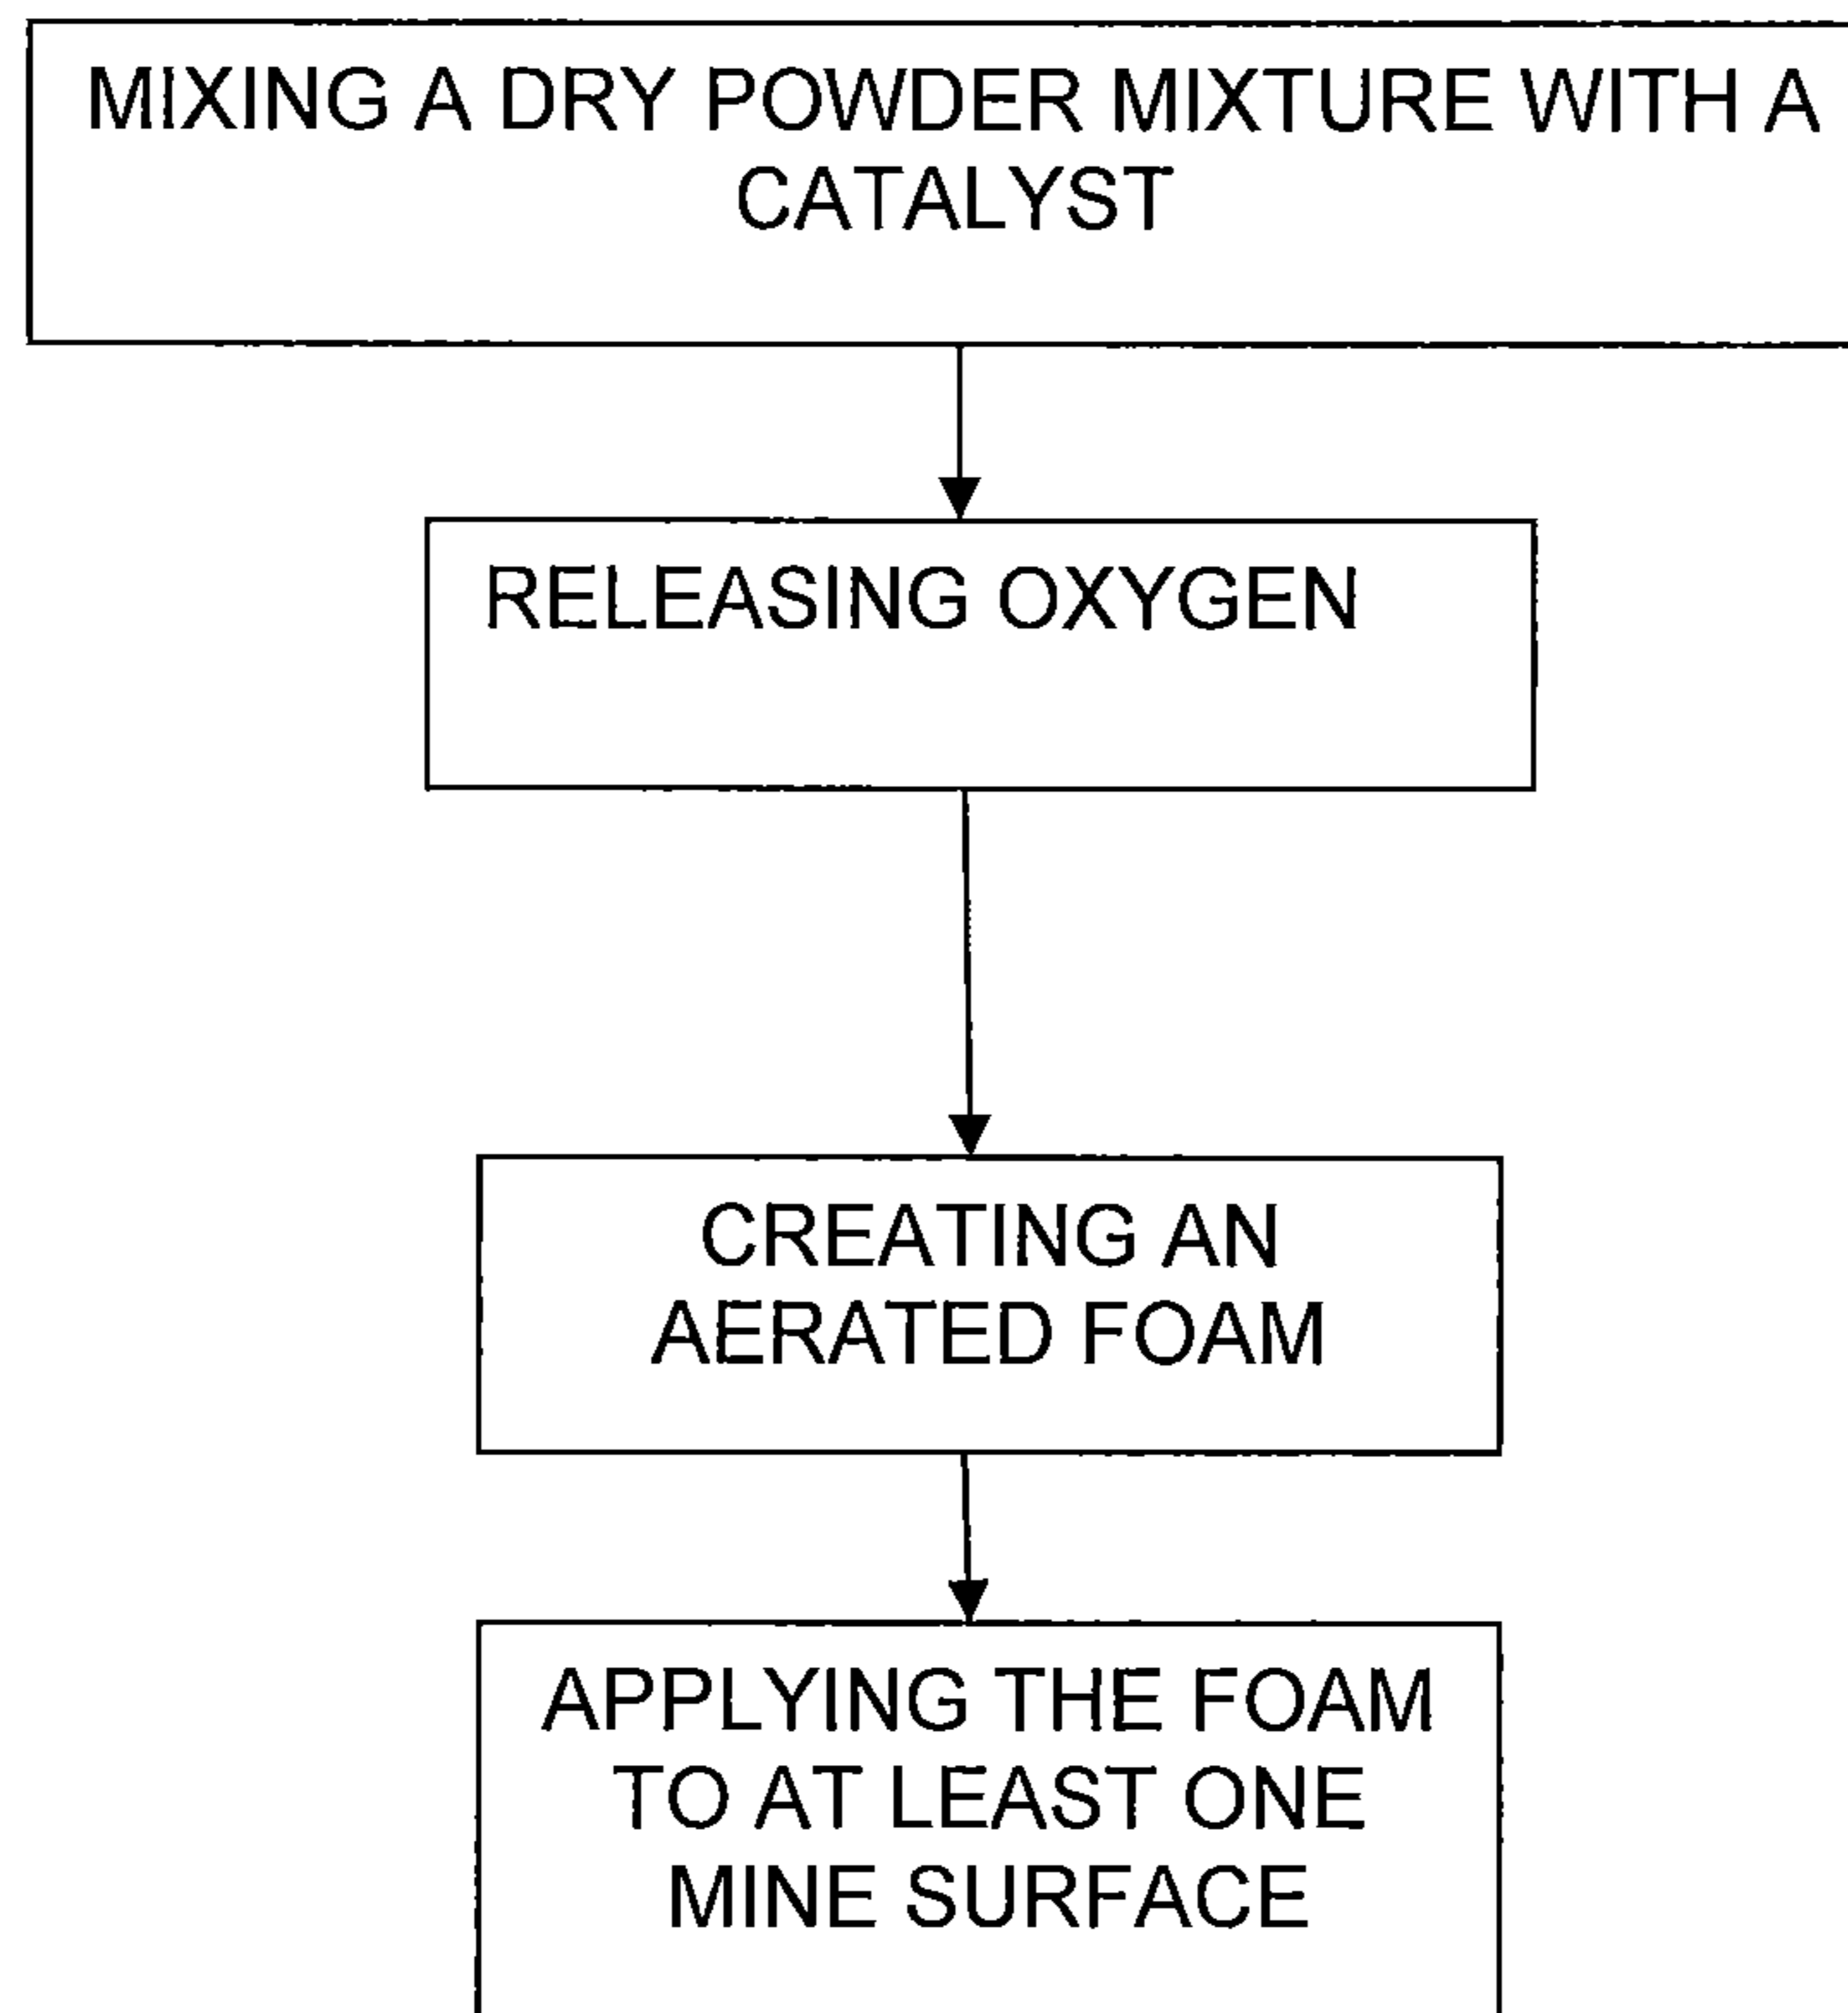 MIXING A DRY POWDER MIXTURE WITH A
CATALYST
RELEASING OXYGEN
CREATING AN
AERATED FOAM
APPLYING THE FOAM
TO AT LEAST ONE
MINE SURFACE